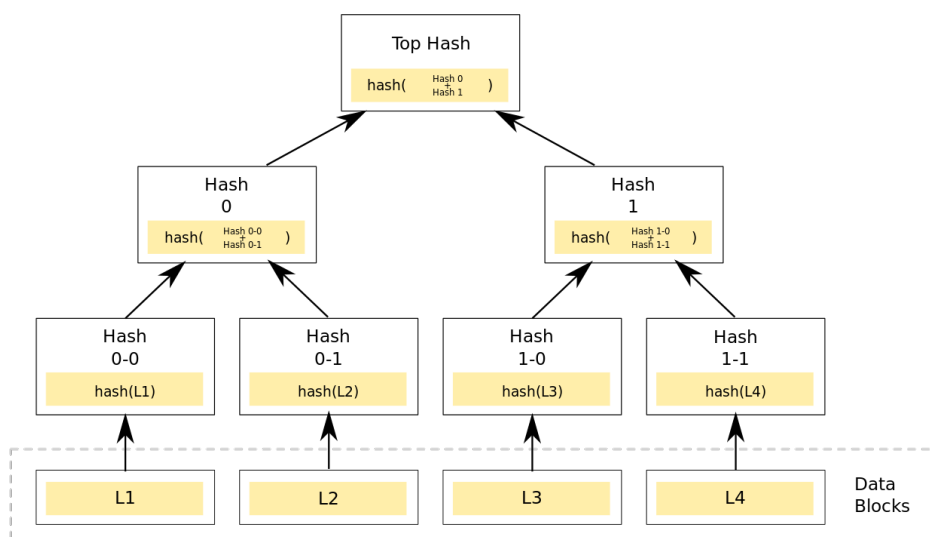 Top Hash
hash( Hash 0 + Hash 1 )
Hash
0
hash( Hash 0-0 + Hash 0-1 )
Hash
1
hash( Hash 1-0 + Hash 1-1 )
Hash
0-0
hash(L1)
Hash
0-1
hash(L2)
Hash
1-0
hash(L3)
Hash
1-1
hash(L4)
L1
L2
L3
L4
Data
Blocks